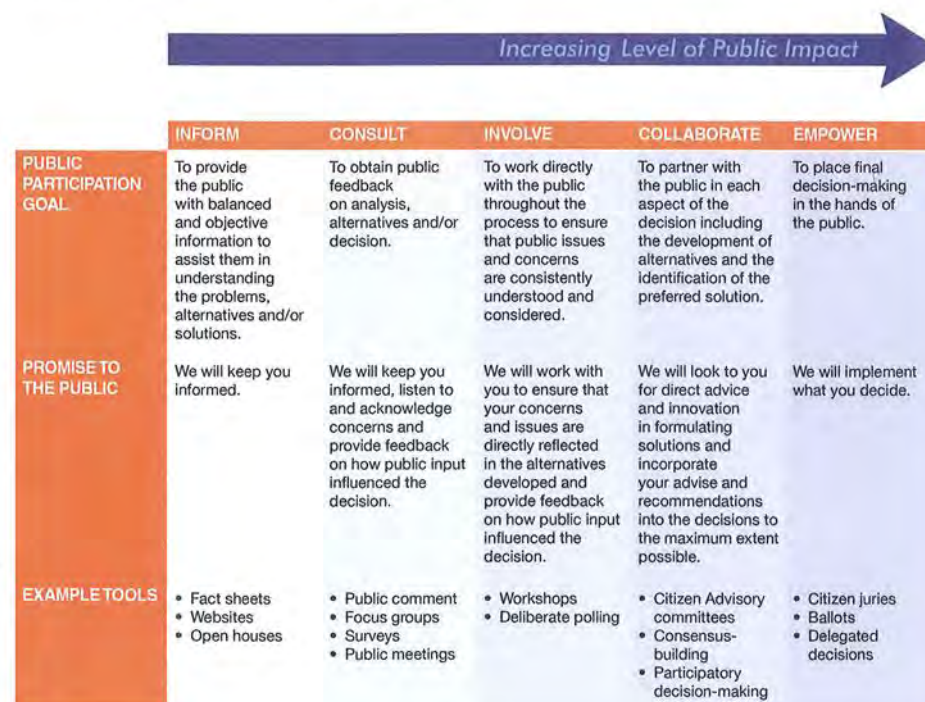 Increasing Level of Public Impact
INFORM
CONSULT
INVOLVE
COLLABORATE
EMPOWER
PUBLIC
PARTICIPATION
GOAL
To provide
the public
with balanced
and objective
information to
assist them in
understanding
the problems,
alternatives and/or
solutions.
To obtain public
feedback
on analysis,
alternatives and/or
decision.
To work directly
with the public
throughout the
process to ensure
that public issues
and concerns
are consistently
understood and
considered.
To partner with
the public in each
aspect of the
decision including
the development of
alternatives and the
identification of the
preferred solution.
To place final
decision-making
in the hands of
the public.
PROMISE TO
THE PUBLIC
We will keep you
informed.
We will keep you
informed, listen to
and acknowledge
concerns and
provide feedback
on how public input
influenced the
decision.
We will work with
you to ensure that
your concerns
and issues are
directly reflected
in the alternatives
developed and
provide feedback
on how public input
influenced the
decision.
We will look to you
for direct advice
and innovation
in formulating
solutions and
incorporate
your advise and
recommendations
into the decisions to
the maximum extent
possible.
We will implement
what you decide.
EXAMPLE TOOLS
• Fact sheets
• Websites
• Open houses
• Public comment
• Focus groups
• Surveys
• Public meetings
• Workshops
• Deliberate polling
• Citizen Advisory
committees
• Consensus-
building
• Participatory
decision-making
• Citizen juries
• Ballots
• Delegated
decisions